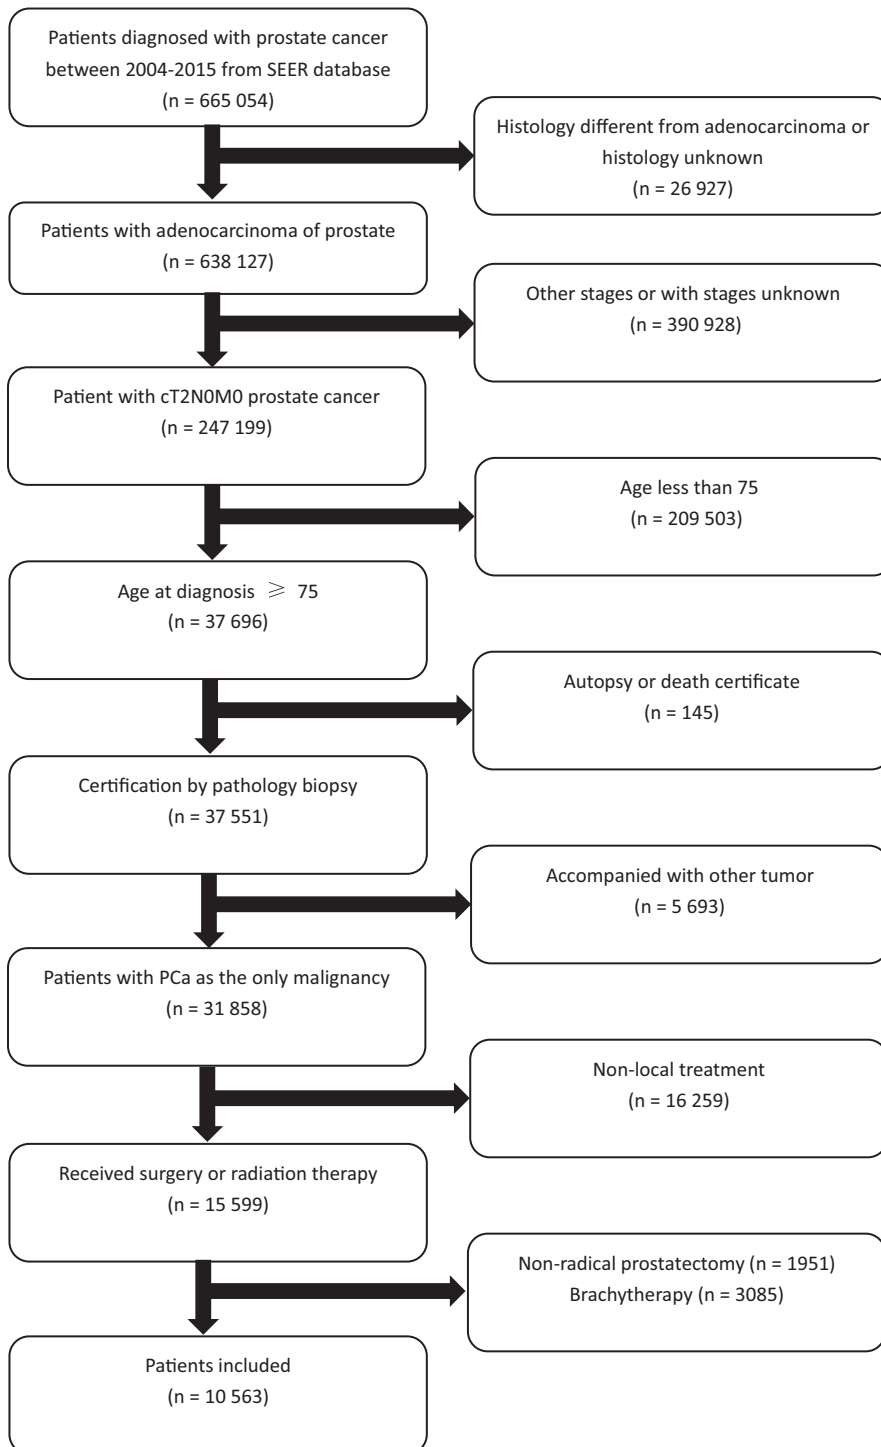 Patients diagnosed with prostate cancer
between 2004-2015 from SEER database
(n = 665 054)
Histology different from adenocarcinoma or
histology unknown
(n = 26 927)
Patients with adenocarcinoma of prostate
(n = 638 127)
Other stages or with stages unknown
(n = 390 928)
Patient with cT2N0M0 prostate cancer
(n = 247 199)
Age less than 75
(n = 209 503)
Age at diagnosis ⩾ 75
(n = 37 696)
Autopsy or death certificate
(n = 145)
Certification by pathology biopsy
(n = 37 551)
Accompanied with other tumor
(n = 5 693)
Patients with PCa as the only malignancy
(n = 31 858)
Non-local treatment
(n = 16 259)
Received surgery or radiation therapy
(n = 15 599)
Non-radical prostatectomy (n = 1951)
Brachytherapy (n = 3085)
Patients included
(n = 10 563)